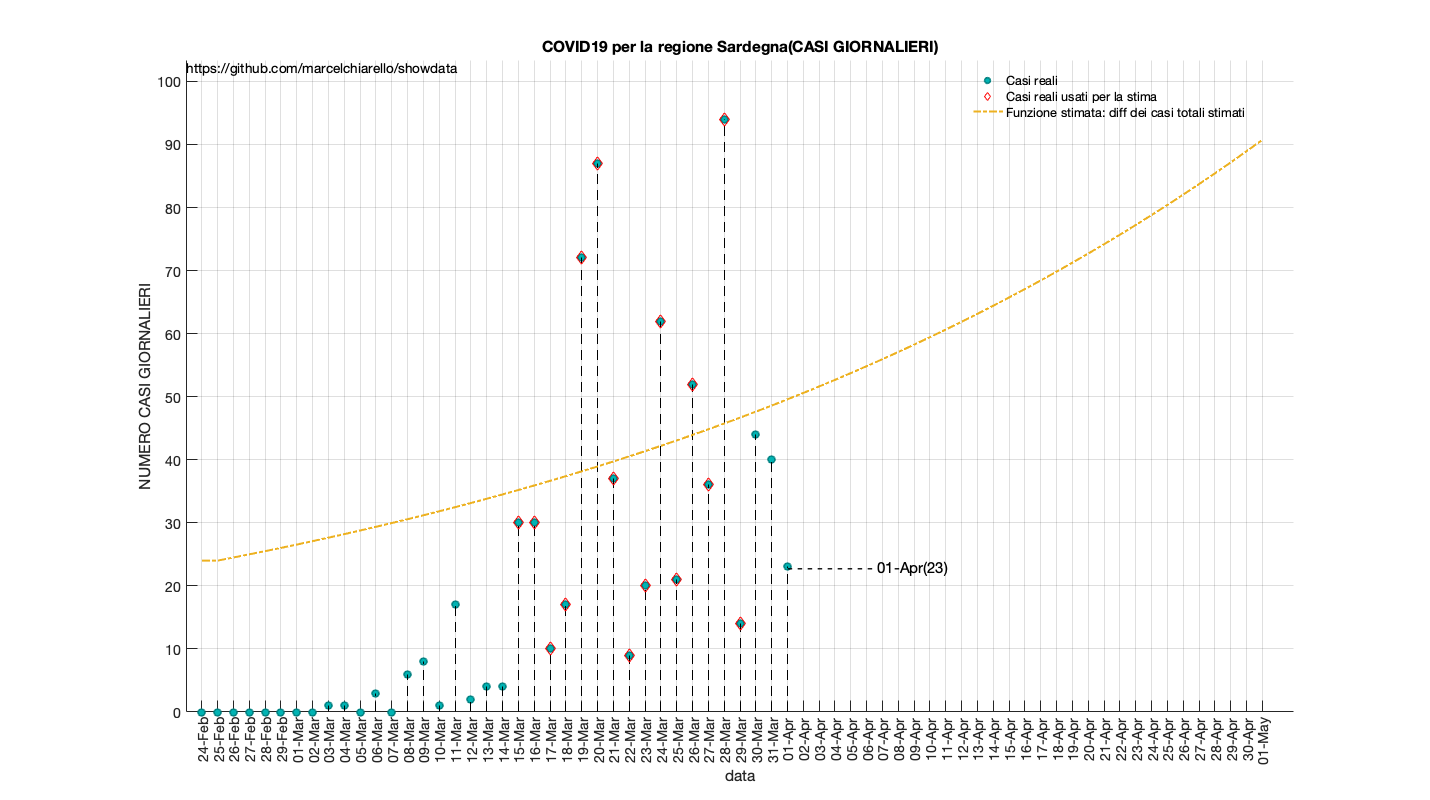 COVID19 per la regione Sardegna(CASI GIORNALIERI)
https://github.com/marcelchiarello/showdata
Casi reali
Casi reali usati per la stima
Funzione stimata: diff dei casi totali stimati
NUMERO CASI GIORNALIERI
100
90
80
70
60
50
40
30
20
10
0
01-Apr(23)
24-Feb
25-Feb
26-Feb
27-Feb
28-Feb
29-Feb
01-Mar
02-Mar
03-Mar
04-Mar
05-Mar
06-Mar
07-Mar
08-Mar
09-Mar
10-Mar
11-Mar
12-Mar
13-Mar
14-Mar
15-Mar
16-Mar
17-Mar
18-Mar
19-Mar
20-Mar
21-Mar
22-Mar
23-Mar
24-Mar
25-Mar
26-Mar
27-Mar
28-Mar
29-Mar
30-Mar
31-Mar
01-Apr
02-Apr
03-Apr
04-Apr
05-Apr
06-Apr
07-Apr
08-Apr
09-Apr
10-Apr
11-Apr
12-Apr
13-Apr
14-Apr
15-Apr
16-Apr
17-Apr
18-Apr
19-Apr
20-Apr
21-Apr
22-Apr
23-Apr
24-Apr
25-Apr
26-Apr
27-Apr
28-Apr
29-Apr
30-Apr
01-May
data